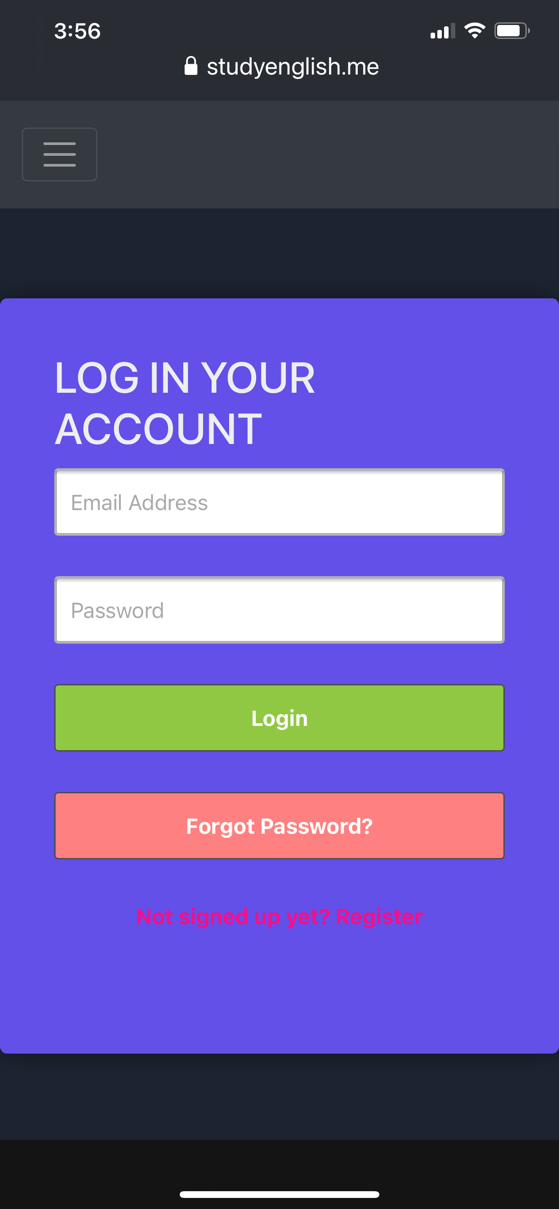 3:56
studyenglish.me
LOG IN YOUR
ACCOUNT
Email Address
Password
Login
Forgot Password?
Not signed up yet? Register